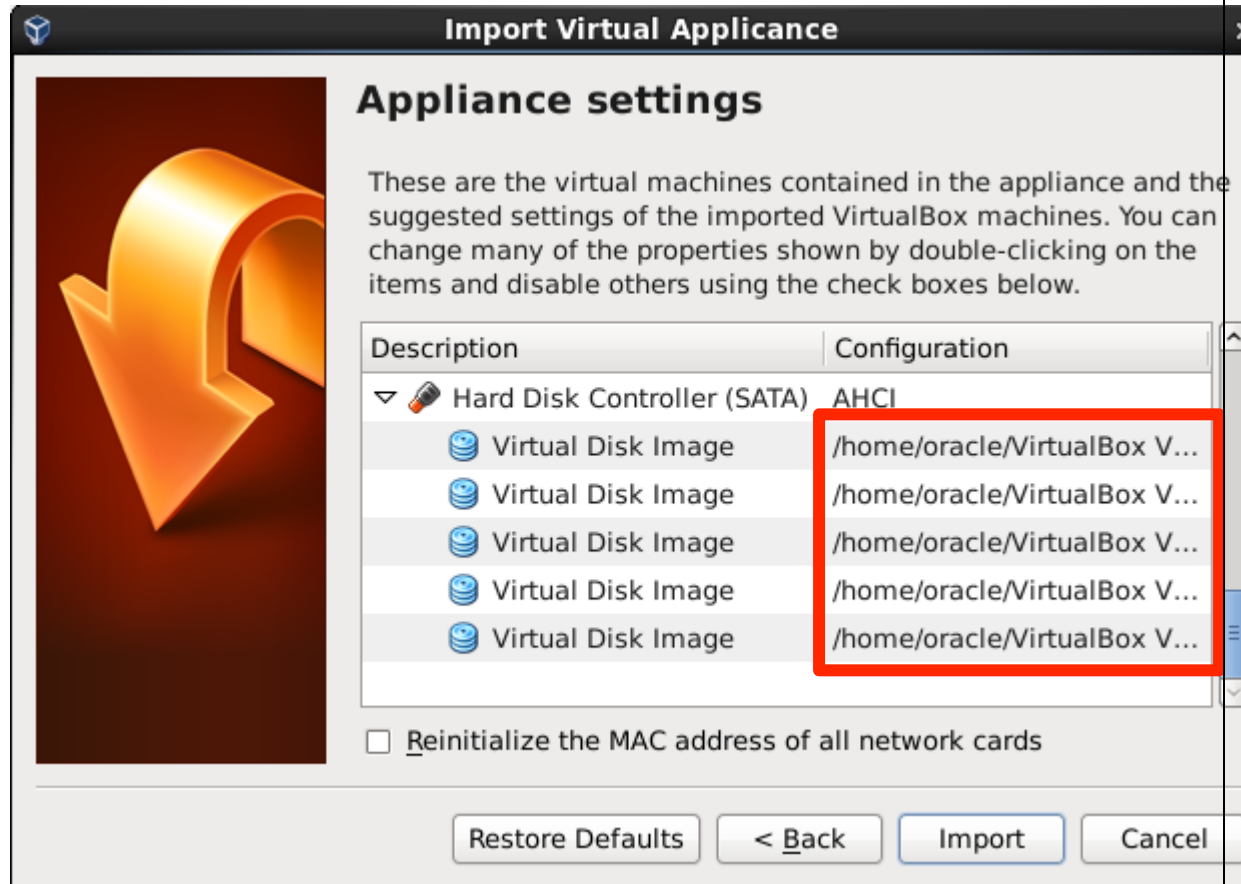 Import Virtual Applicance
Appliance settings
These are the virtual machines contained in the appliance and the
suggested settings of the imported VirtualBox machines. You can
change many of the properties shown by double-clicking on the
items and disable others using the check boxes below.
Description Configuration
Hard Disk Controller (SATA) AHCI
Virtual Disk Image /home/oracle/VirtualBox V...
Virtual Disk Image /home/oracle/VirtualBox V...
Virtual Disk Image /home/oracle/VirtualBox V...
Virtual Disk Image /home/oracle/VirtualBox V...
Virtual Disk Image /home/oracle/VirtualBox V...
Reinitialize the MAC address of all network cards
Restore Defaults < Back Import Cancel